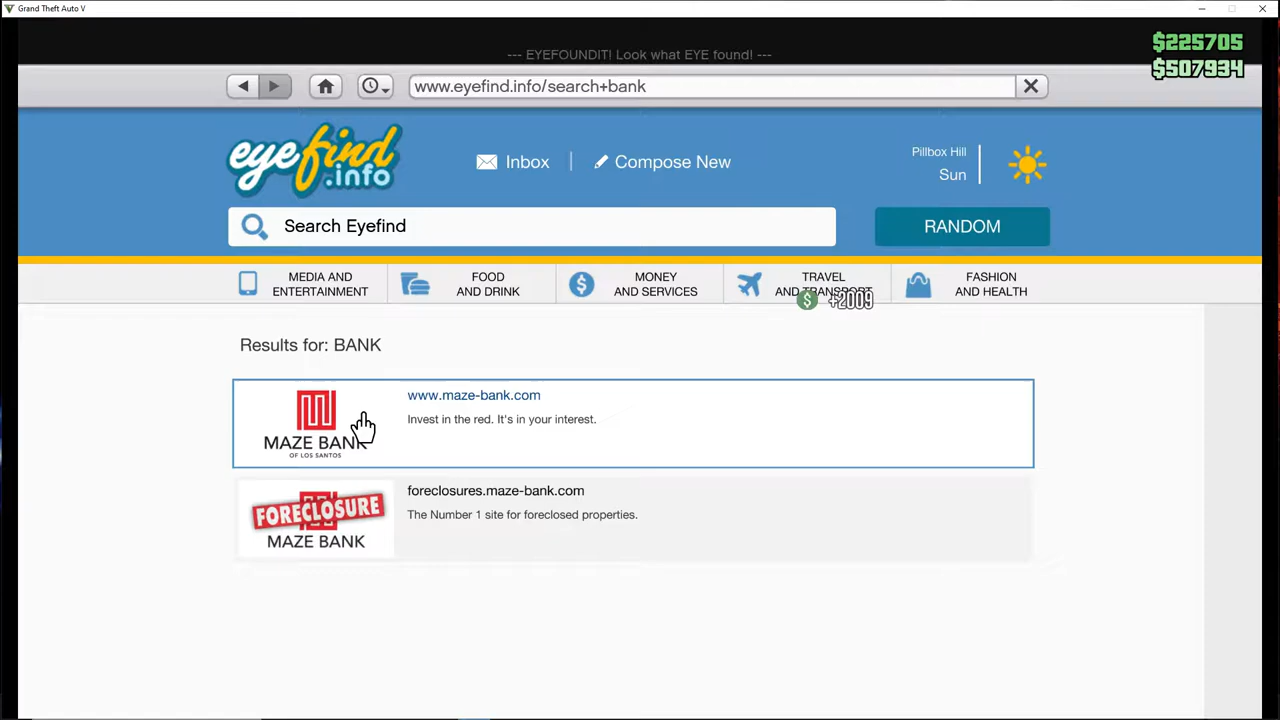 Grand Theft Auto V
--- EYEFOUNDIT! Look what EYE found! ---
$225705
$507934
www.eyefind.info/search+bank
eyefind
.info
Inbox
Compose New
Pillbox Hill
Sun
Search Eyefind
RANDOM
MEDIA AND
ENTERTAINMENT
FOOD
AND DRINK
MONEY
AND SERVICES
TRAVEL
AND TRANSPORT
FASHION
AND HEALTH
$ +2009
Results for: BANK
MAZE BANK
OF LOS SANTOS
www.maze-bank.com
Invest in the red. It's in your interest.
FORECLOSURE
MAZE BANK
foreclosures.maze-bank.com
The Number 1 site for foreclosed properties.